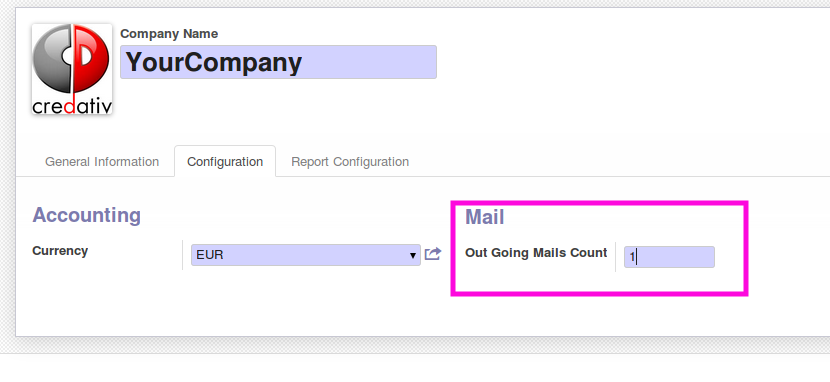 Company Name
YourCompany
credativ
General Information Configuration Report Configuration
Accounting Mail
Currency EUR Out Going Mails Count 1